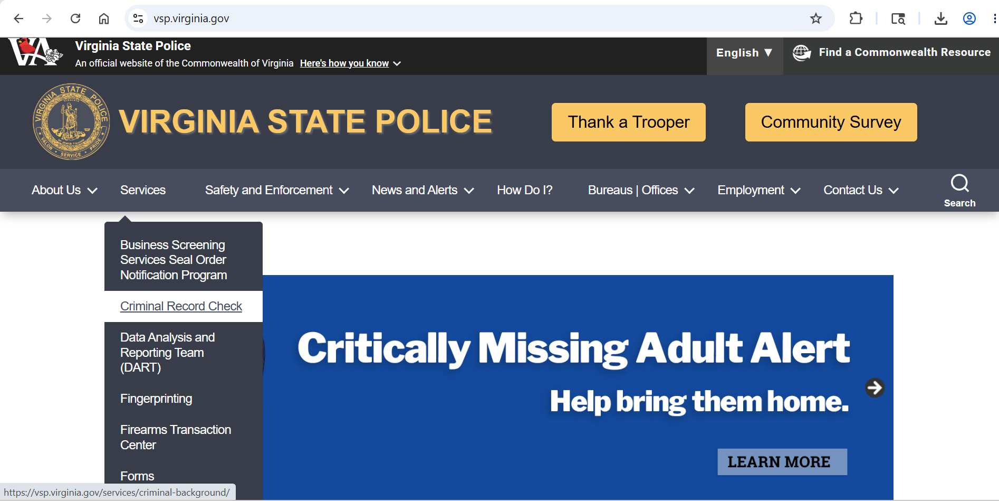 vsp.virginia.gov
VA
Virginia State Police
An official website of the Commonwealth of Virginia Here's how you know
English ▼
Find a Commonwealth Resource
VIRGINIA STATE POLICE
VIRGINIA
VALOR • SERVICE • PRIDE
VIRGINIA STATE POLICE
Thank a Trooper
Community Survey
About Us
Services
Safety and Enforcement
News and Alerts
How Do I?
Bureaus | Offices
Employment
Contact Us
Search
Business Screening
Services Seal Order
Notification Program
Criminal Record Check
Data Analysis and
Reporting Team
(DART)
Fingerprinting
Firearms Transaction
Center
Forms
Critically Missing Adult Alert
Help bring them home.
LEARN MORE
https://vsp.virginia.gov/services/criminal-background/